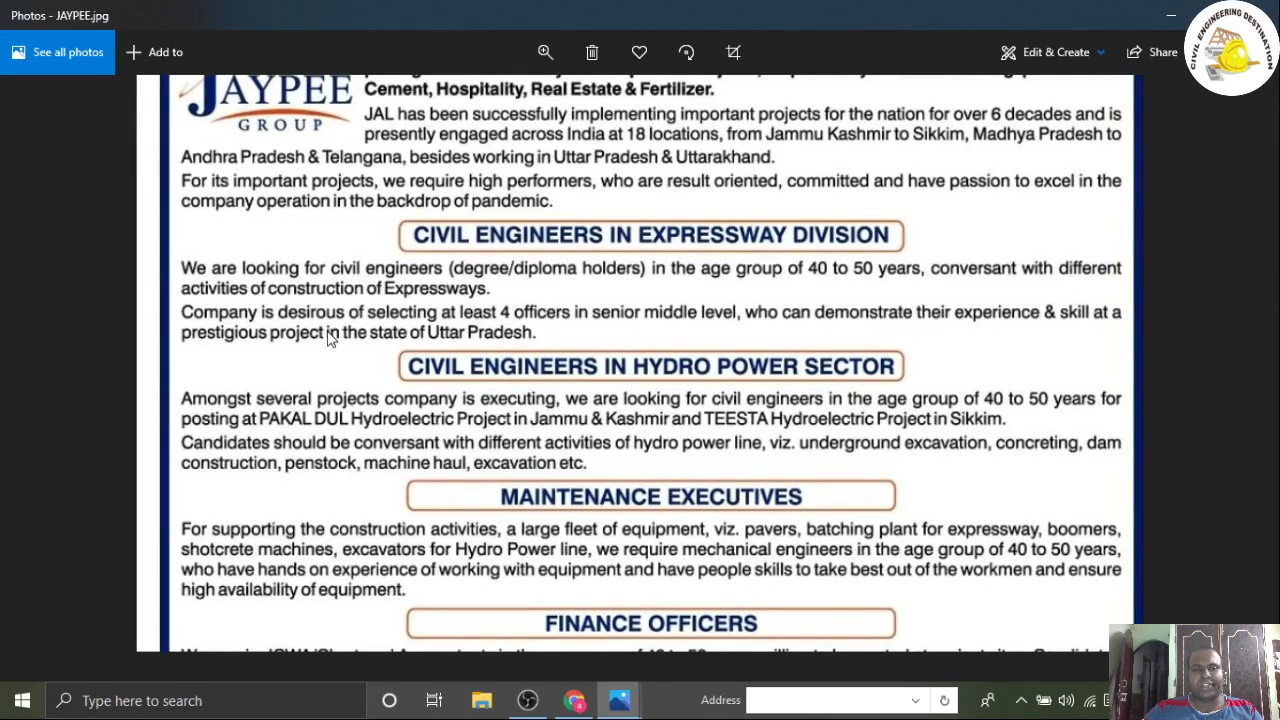 Photos - JAYPEE.jpg
See all photos
Add to
Edit & Create
Share
CIVIL ENGINEERING DESTINATION
JAYPEE
GROUP
Cement, Hospitality, Real Estate & Fertilizer.
JAL has been successfully implementing important projects for the nation for over 6 decades and is
presently engaged across India at 18 locations, from Jammu Kashmir to Sikkim, Madhya Pradesh to
Andhra Pradesh & Telangana, besides working in Uttar Pradesh & Uttarakhand.
For its important projects, we require high performers, who are result oriented, committed and have passion to excel in the
company operation in the backdrop of pandemic.
CIVIL ENGINEERS IN EXPRESSWAY DIVISION
We are looking for civil engineers (degree/diploma holders) in the age group of 40 to 50 years, conversant with different
activities of construction of Expressways.
Company is desirous of selecting at least 4 officers in senior middle level, who can demonstrate their experience & skill at a
prestigious project in the state of Uttar Pradesh.
CIVIL ENGINEERS IN HYDRO POWER SECTOR
Amongst several projects company is executing, we are looking for civil engineers in the age group of 40 to 50 years for
posting at PAKAL DUL Hydroelectric Project in Jammu & Kashmir and TEESTA Hydroelectric Project in Sikkim.
Candidates should be conversant with different activities of hydro power line, viz. underground excavation, concreting, dam
construction, penstock, machine haul, excavation etc.
MAINTENANCE EXECUTIVES
For supporting the construction activities, a large fleet of equipment, viz. pavers, batching plant for expressway, boomers,
shotcrete machines, excavators for Hydro Power line, we require mechanical engineers in the age group of 40 to 50 years,
who have hands on experience of working with equipment and have people skills to take best out of the workmen and ensure
high availability of equipment.
FINANCE OFFICERS
Type here to search
Address